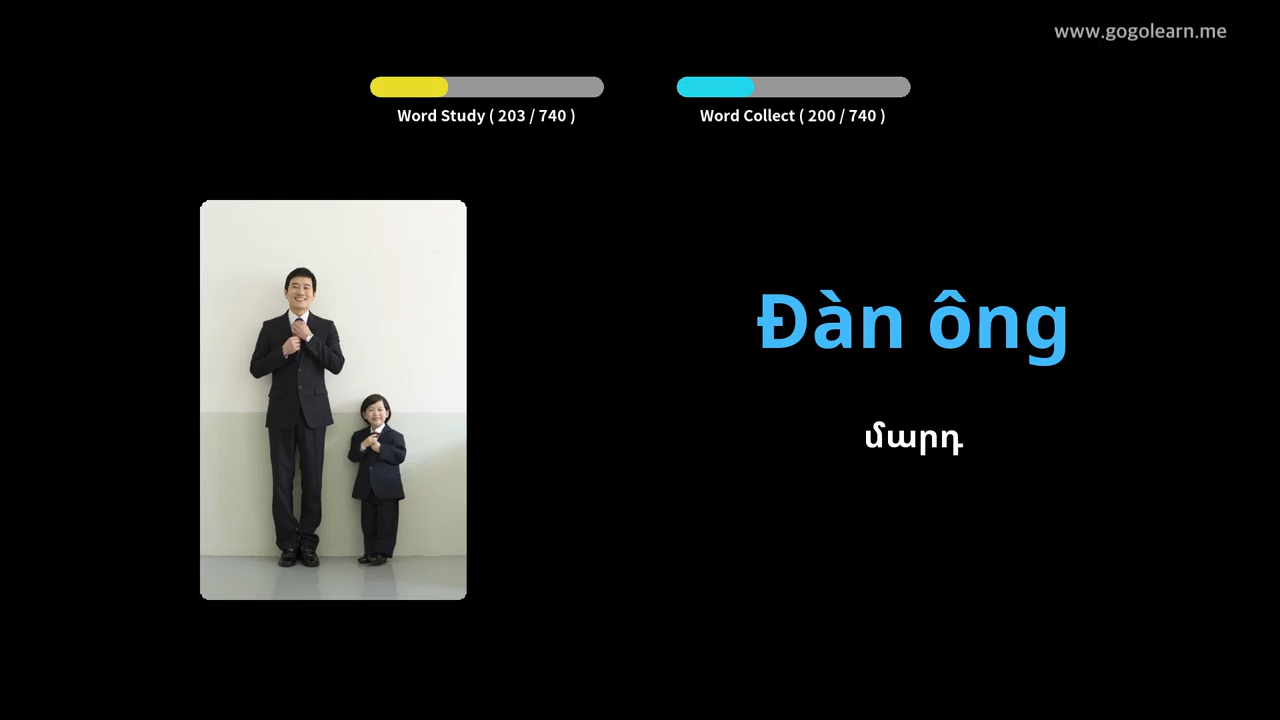 www.gogolearn.me
Word Study ( 203 / 740 )
Word Collect ( 200 / 740 )
Đàn ông
մարդ